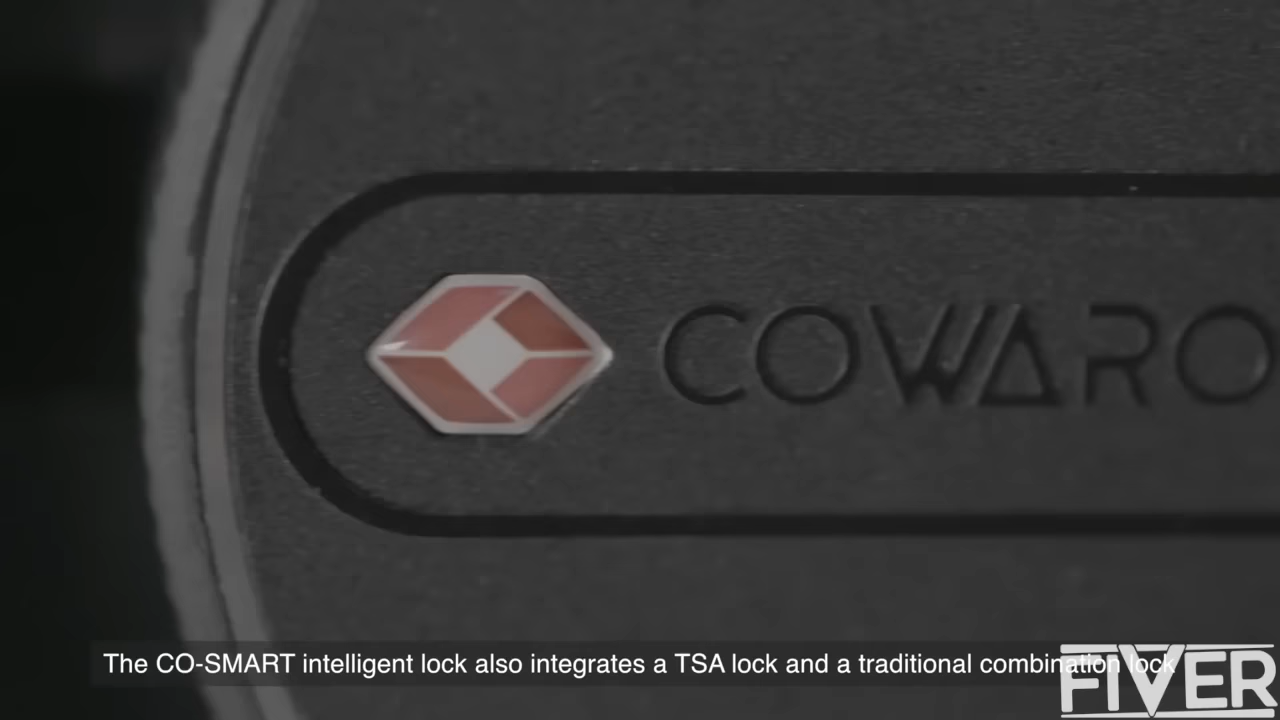 COWARO
The CO-SMART intelligent lock also integrates a TSA lock and a traditional combination lock
FIVER